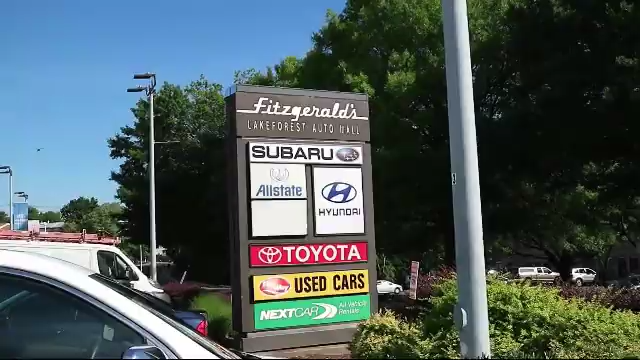 Fitzgerald's
LAKEFOREST AUTO MALL
SUBARU
Allstate
HYUNDAI
TOYOTA
USED CARS
NEXTCAR All Vehicle
Rentals